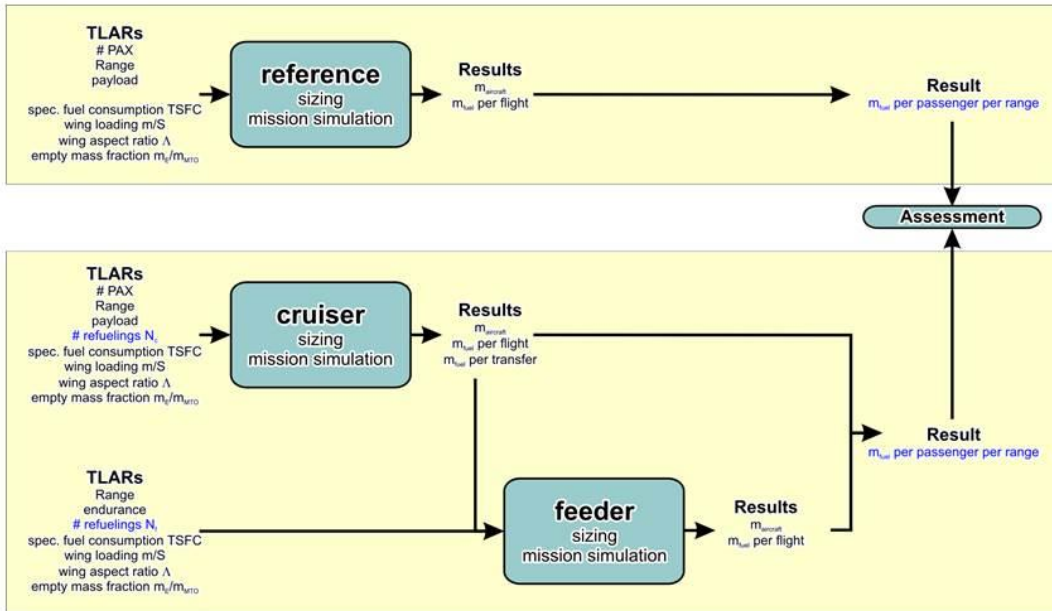 TLARs
# PAX
Range
payload
spec. fuel consumption TSFC
wing loading m/S
wing aspect ratio Λ
empty mass fraction m_E/m_MTO
reference
sizing
mission simulation
Results
m_aircraft
m_fuel per flight
Result
m_fuel per passenger per range
Assessment
TLARs
# PAX
Range
payload
# refuelings N_c
spec. fuel consumption TSFC
wing loading m/S
wing aspect ratio Λ
empty mass fraction m_E/m_MTO
cruiser
sizing
mission simulation
Results
m_aircraft
m_fuel per flight
m_fuel per transfer
Result
m_fuel per passenger per range
TLARs
Range
endurance
# refuelings N_f
spec. fuel consumption TSFC
wing loading m/S
wing aspect ratio Λ
empty mass fraction m_E/m_MTO
feeder
sizing
mission simulation
Results
m_aircraft
m_fuel per flight